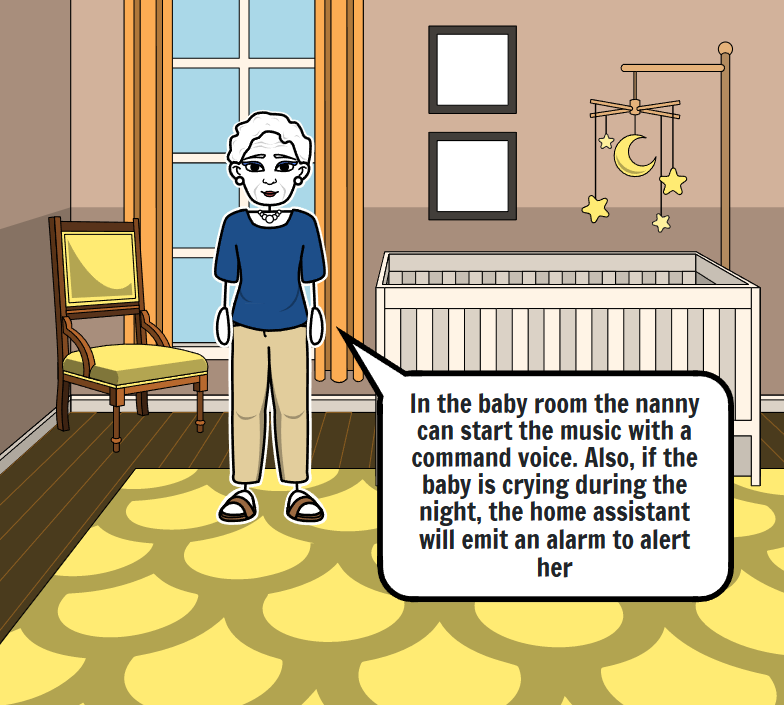 In the baby room the nanny
can start the music with a
command voice. Also, if the
baby is crying during the
night, the home assistant
will emit an alarm to alert
her